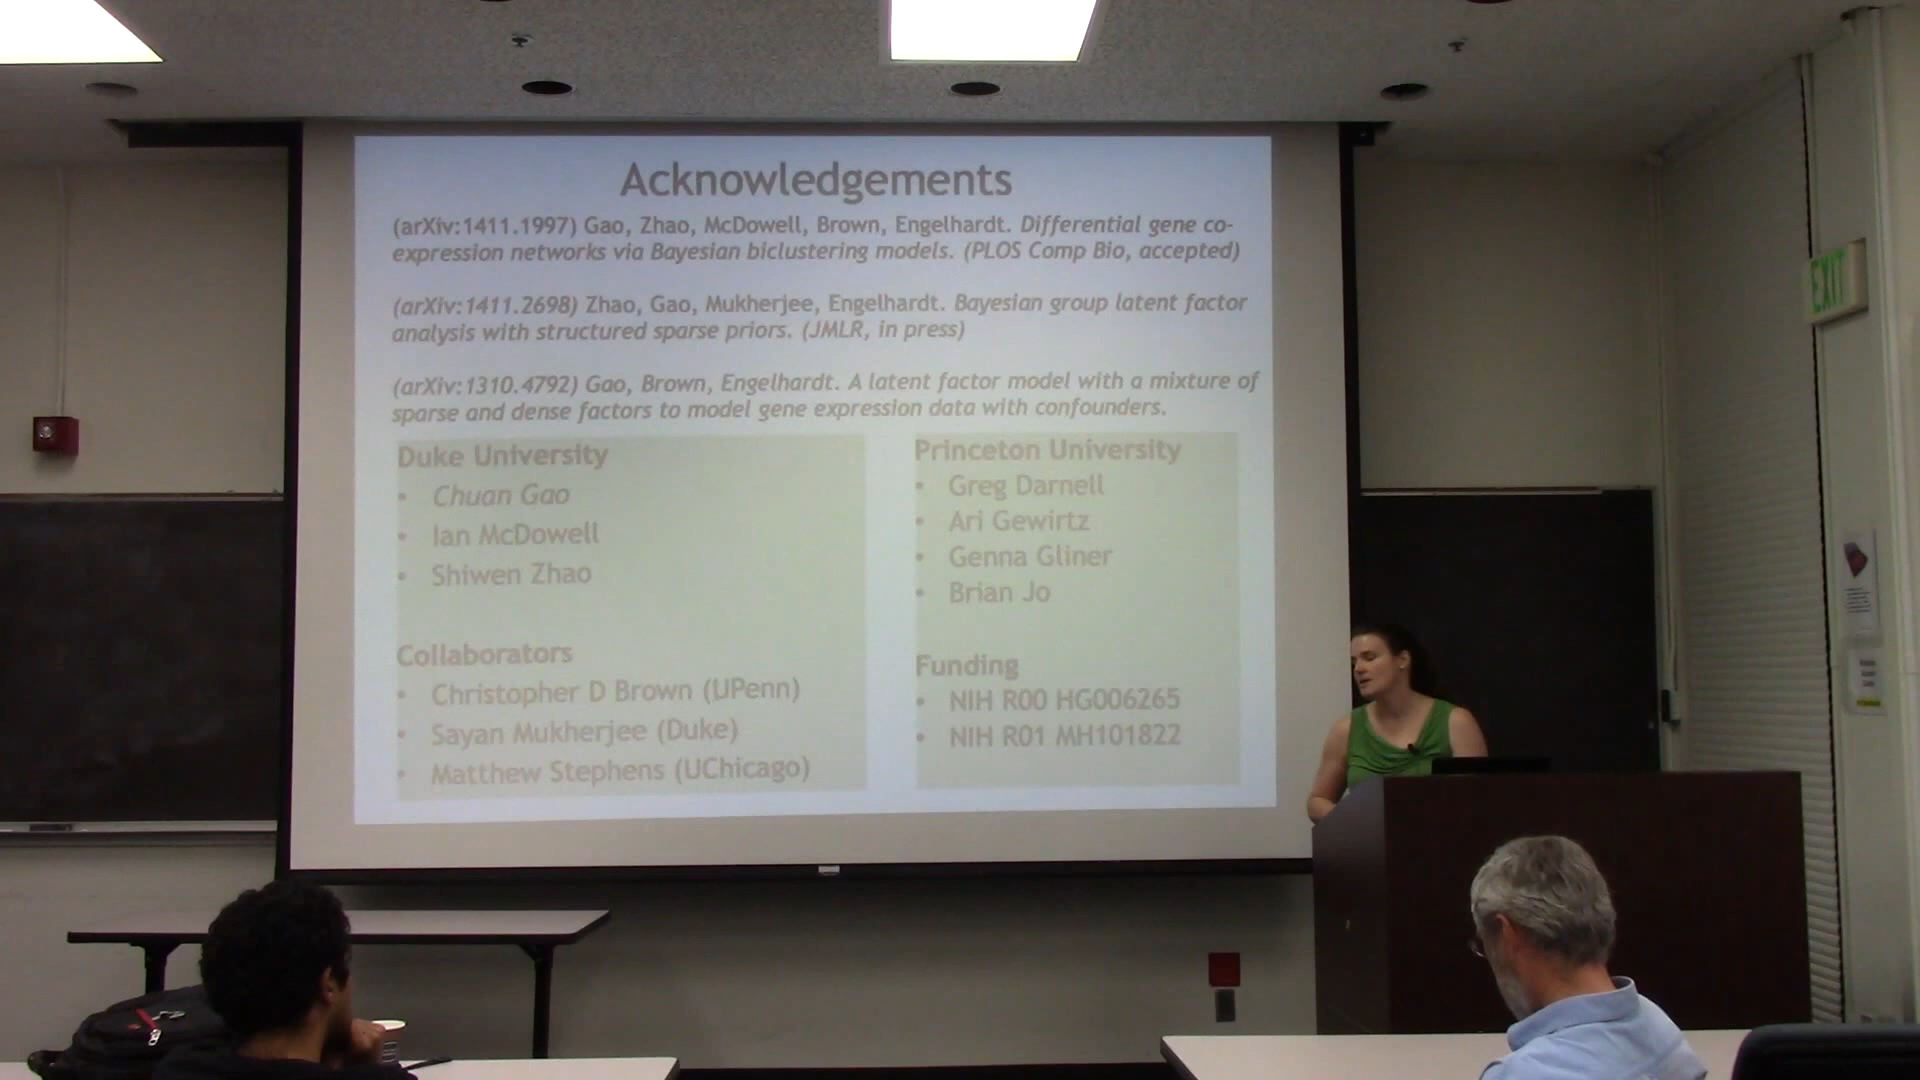 Acknowledgements
(arXiv:1411.1997) Gao, Zhao, McDowell, Brown, Engelhardt. Differential gene co-
expression networks via Bayesian biclustering models. (PLOS Comp Bio, accepted)
(arXiv:1411.2698) Zhao, Gao, Mukherjee, Engelhardt. Bayesian group latent factor
analysis with structured sparse priors. (JMLR, in press)
(arXiv:1310.4792) Gao, Brown, Engelhardt. A latent factor model with a mixture of
sparse and dense factors to model gene expression data with confounders.
Duke University
• Chuan Gao
• Ian McDowell
• Shiwen Zhao
Collaborators
• Christopher D Brown (UPenn)
• Sayan Mukherjee (Duke)
• Matthew Stephens (UChicago)
Princeton University
• Greg Darnell
• Ari Gewirtz
• Genna Gliner
• Brian Jo
Funding
• NIH R00 HG006265
• NIH R01 MH101822
EXIT